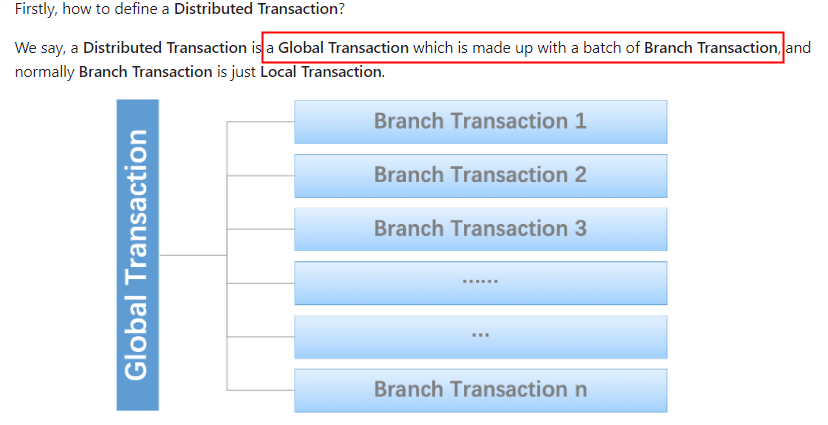 Firstly, how to define a Distributed Transaction?
We say, a Distributed Transaction is a Global Transaction which is made up with a batch of Branch Transaction, and
normally Branch Transaction is just Local Transaction.
Global Transaction
Branch Transaction 1
Branch Transaction 2
Branch Transaction 3
......
...
Branch Transaction n